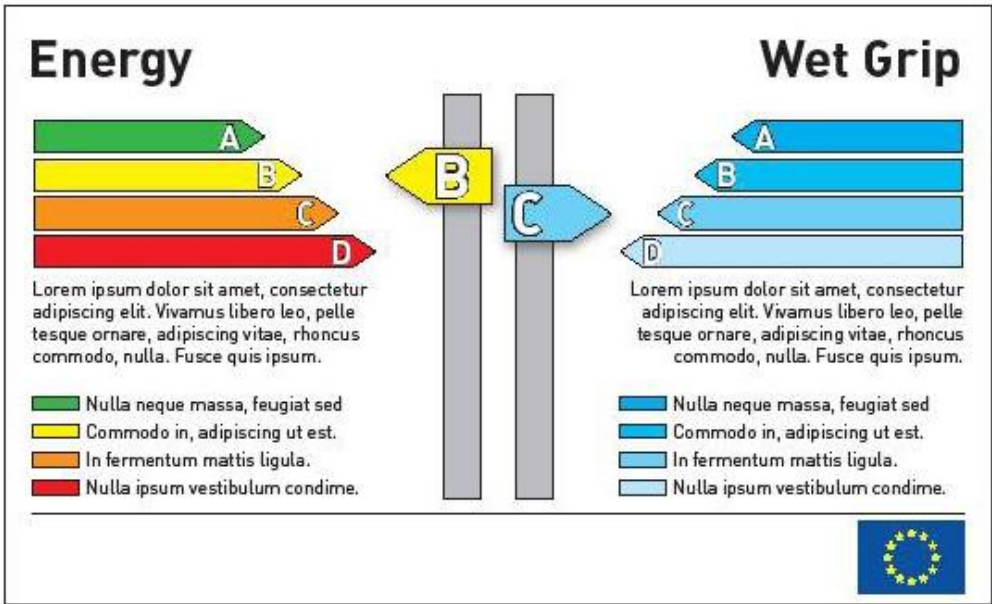 Energy
A
B
C
D
Lorem ipsum dolor sit amet, consectetur
adipiscing elit. Vivamus libero leo, pelle
tesque ornare, adipiscing vitae, rhoncus
commodo, nulla. Fusce quis ipsum.
Nulla neque massa, feugiat sed
Commodo in, adipiscing ut est.
In fermentum mattis ligula.
Nulla ipsum vestibulum condime.
B
C
Wet Grip
A
B
C
D
Lorem ipsum dolor sit amet, consectetur
adipiscing elit. Vivamus libero leo, pelle
tesque ornare, adipiscing vitae, rhoncus
commodo, nulla. Fusce quis ipsum.
Nulla neque massa, feugiat sed
Commodo in, adipiscing ut est.
In fermentum mattis ligula.
Nulla ipsum vestibulum condime.